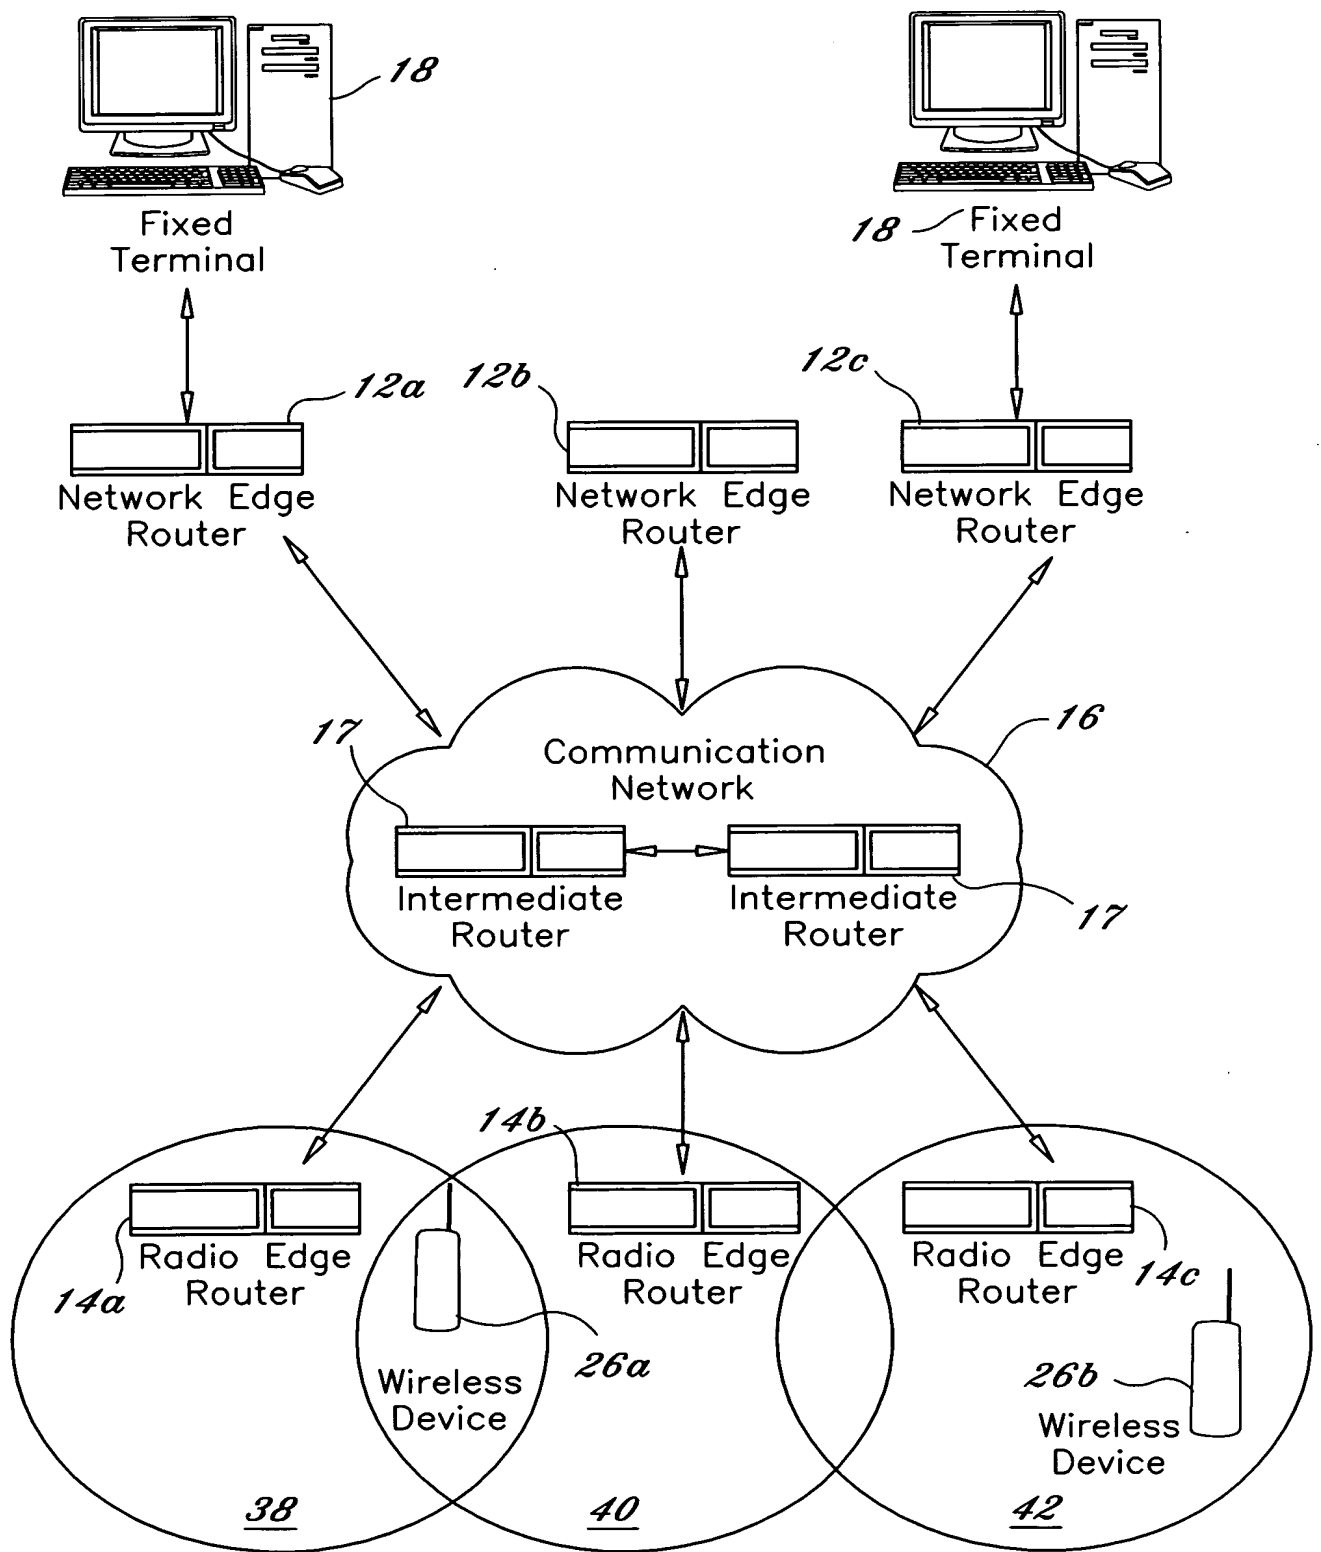 18
Fixed
Terminal
18
Fixed
Terminal
12a
12b
12c
Network Edge
Router
Network Edge
Router
Network Edge
Router
17
16
Communication
Network
Intermediate
Router
Intermediate
Router
17
14b
Radio Edge
Router
14a
Radio Edge
Router
Radio Edge
Router
14c
26a
Wireless
Device
26b
Wireless
Device
38
40
42